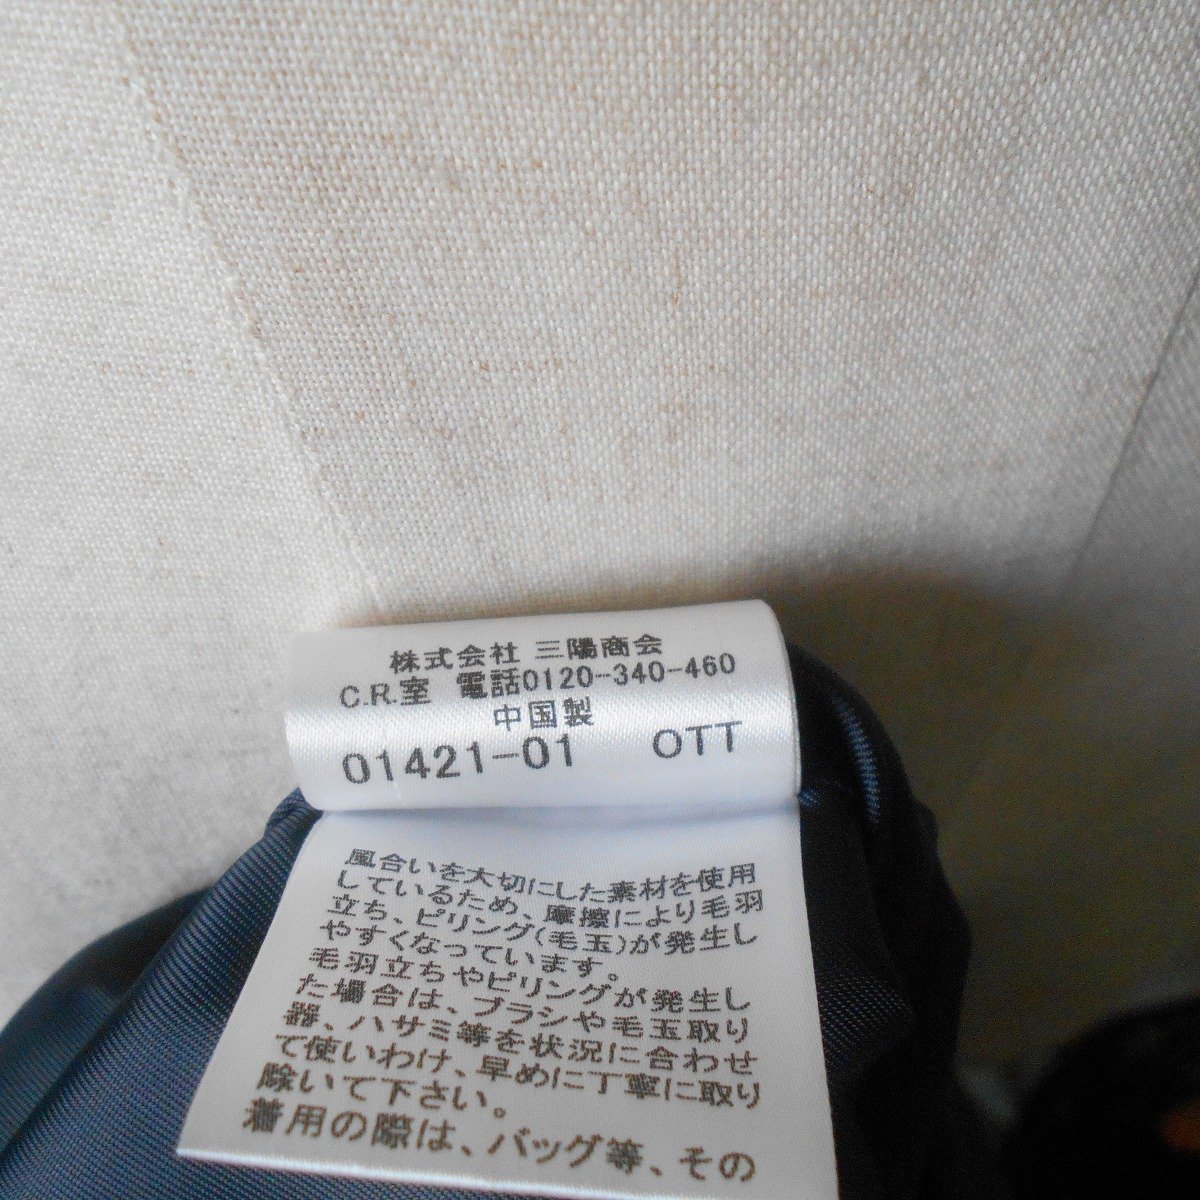 株式会社 三陽商会
C.R.室 電話0120-340-460
中国製
01421-01 OTT
風合いを大切にした素材を使用
しているため、摩擦により毛羽
立ち、ピリング(毛玉)が発生し
やすくなっています。
毛羽立ちやピリングが発生し
た場合は、ブラシや毛玉取り
器、ハサミ等を状況に合わせ
て使いわけ、早めに丁寧に取り
除いて下さい。
着用の際は、バッグ等、その